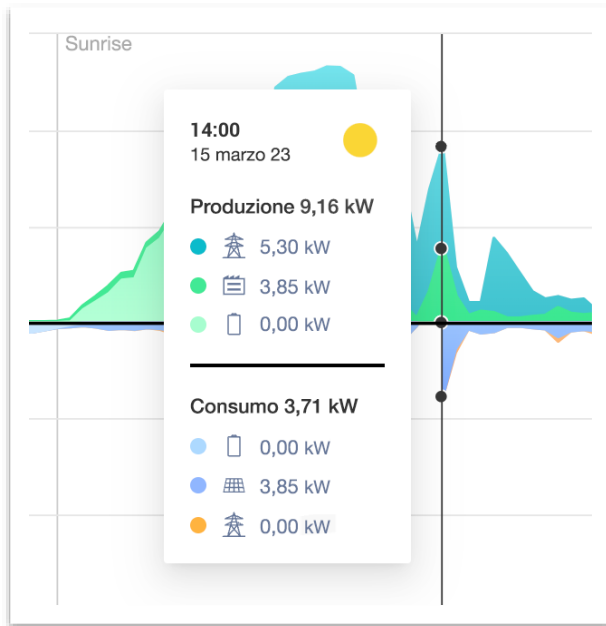 Sunrise
14:00
15 marzo 23
Produzione 9,16 kW
5,30 kW
3,85 kW
0,00 kW
Consumo 3,71 kW
0,00 kW
3,85 kW
0,00 kW